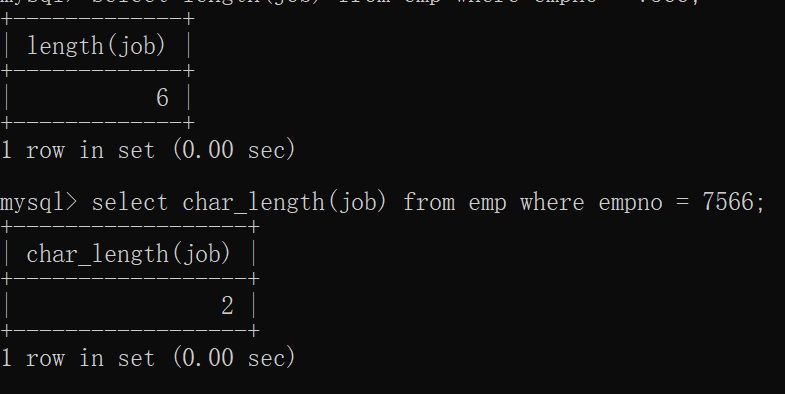 mysql> select length(job) from emp where empno = 7566;
+-------------+
| length(job) |
+-------------+
|           6 |
+-------------+
1 row in set (0.00 sec)
mysql> select char_length(job) from emp where empno = 7566;
+------------------+
| char_length(job) |
+------------------+
|                2 |
+------------------+
1 row in set (0.00 sec)